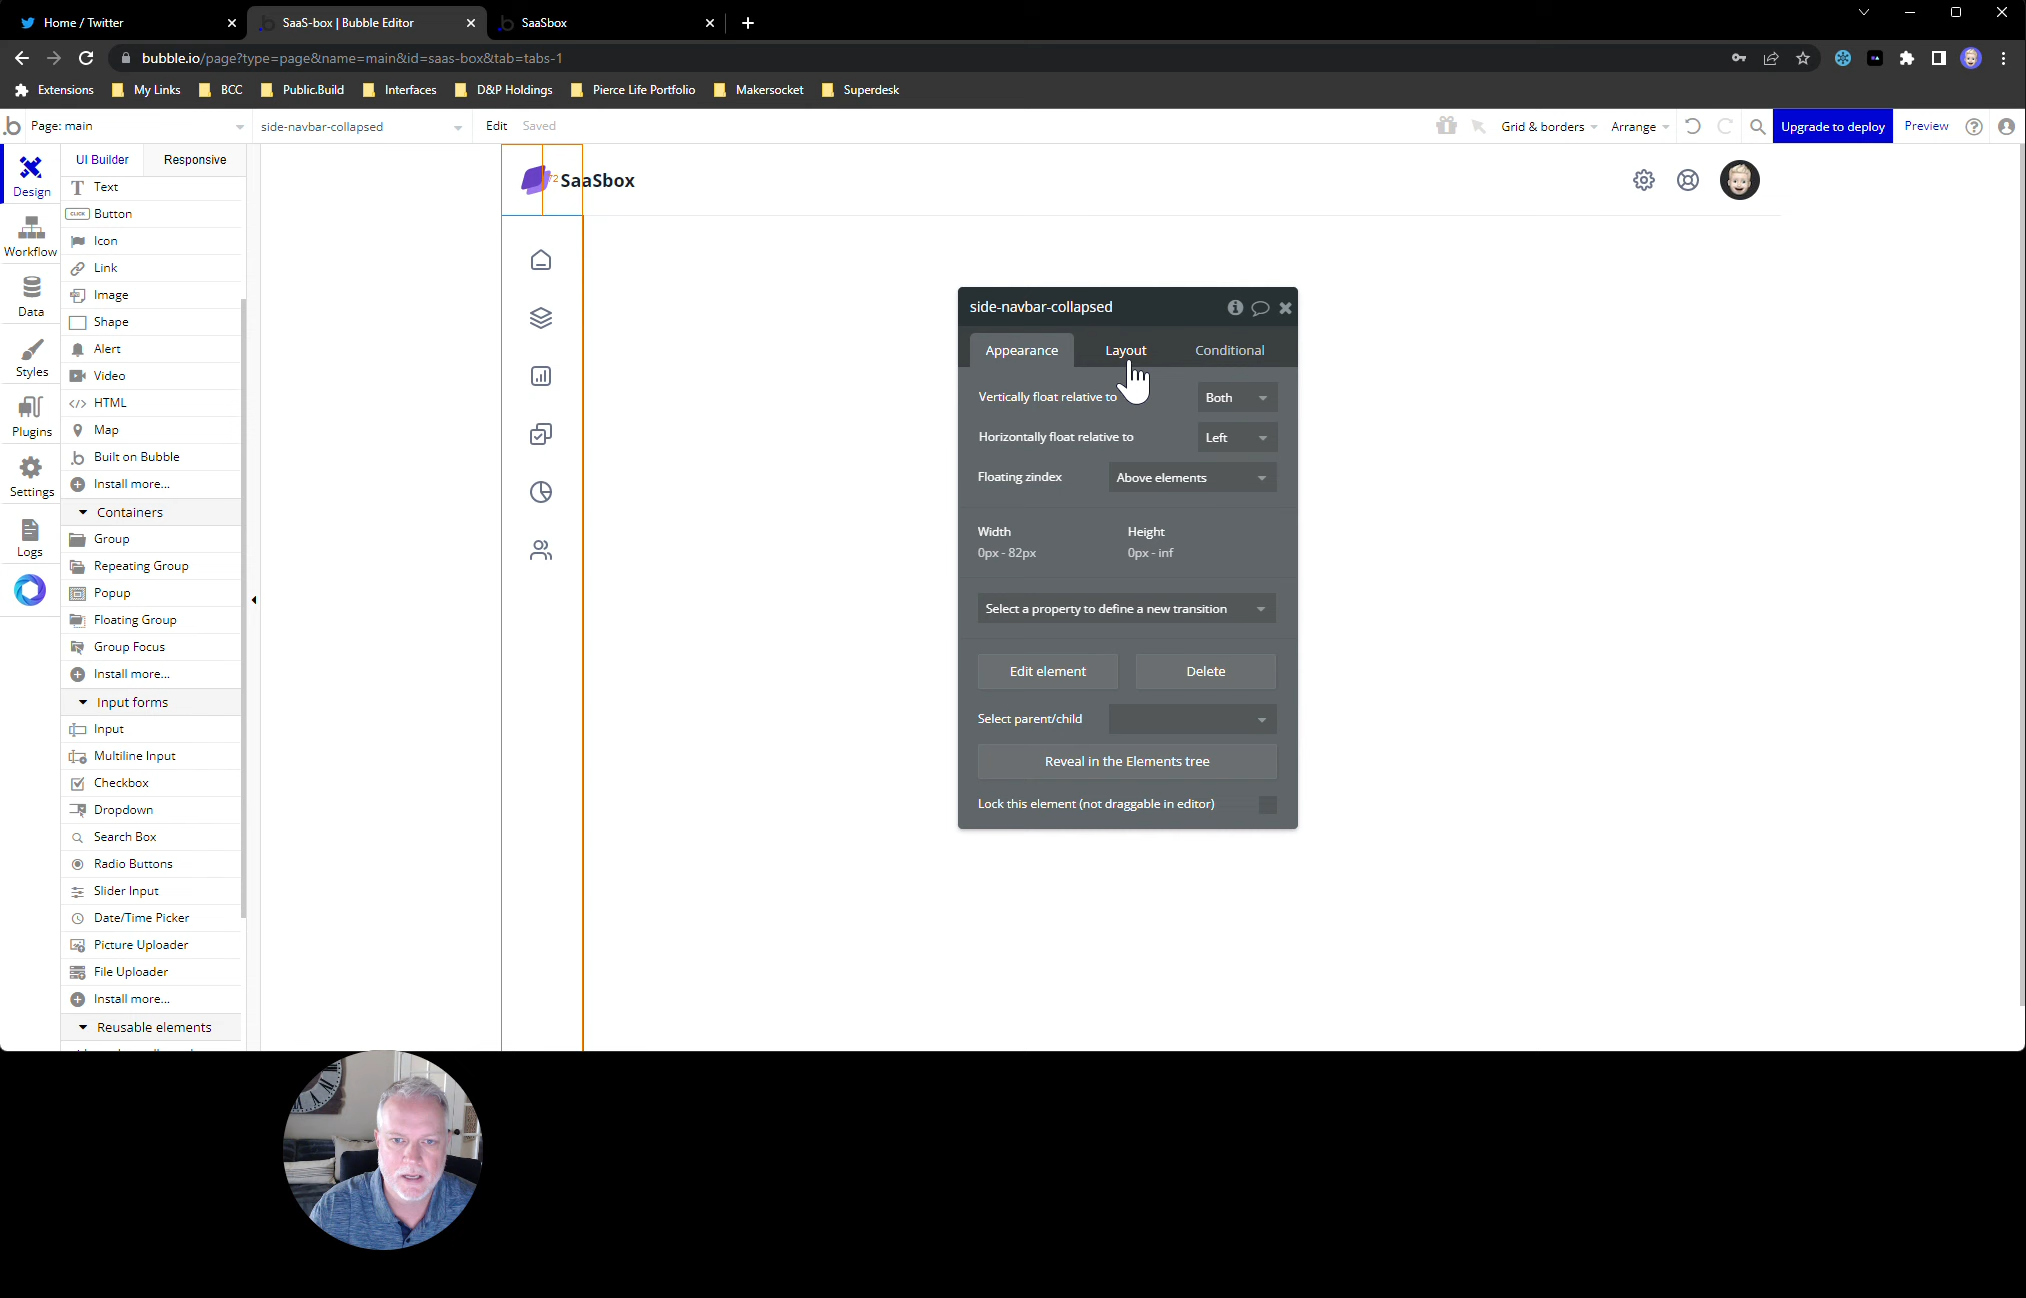 Home / Twitter
SaaS-box | Bubble Editor
SaaSbox
bubble.io/page?type=page&name=main&id=saas-box&tab=tabs-1
Extensions
My Links
BCC
Public.Build
Interfaces
D&P Holdings
Pierce Life Portfolio
Makersocket
Superdesk
.b
Page: main
side-navbar-collapsed
Edit
Saved
Grid & borders
Arrange
Upgrade to deploy
Preview
Design
Workflow
Data
Styles
Plugins
Settings
Logs
UI Builder
Responsive
Text
CLICK
Button
Icon
Link
Image
Shape
Alert
Video
HTML
Map
Built on Bubble
Install more...
Containers
Group
Repeating Group
Popup
Floating Group
Group Focus
Install more...
Input forms
Input
Multiline Input
Checkbox
Dropdown
Search Box
Radio Buttons
Slider Input
Date/Time Picker
Picture Uploader
File Uploader
Install more...
Reusable elements
72
SaaSbox
side-navbar-collapsed
Appearance
Layout
Conditional
Vertically float relative to
Both
Horizontally float relative to
Left
Floating zindex
Above elements
Width
Height
0px - 82px
0px - inf
Select a property to define a new transition
Edit element
Delete
Select parent/child
Reveal in the Elements tree
Lock this element (not draggable in editor)